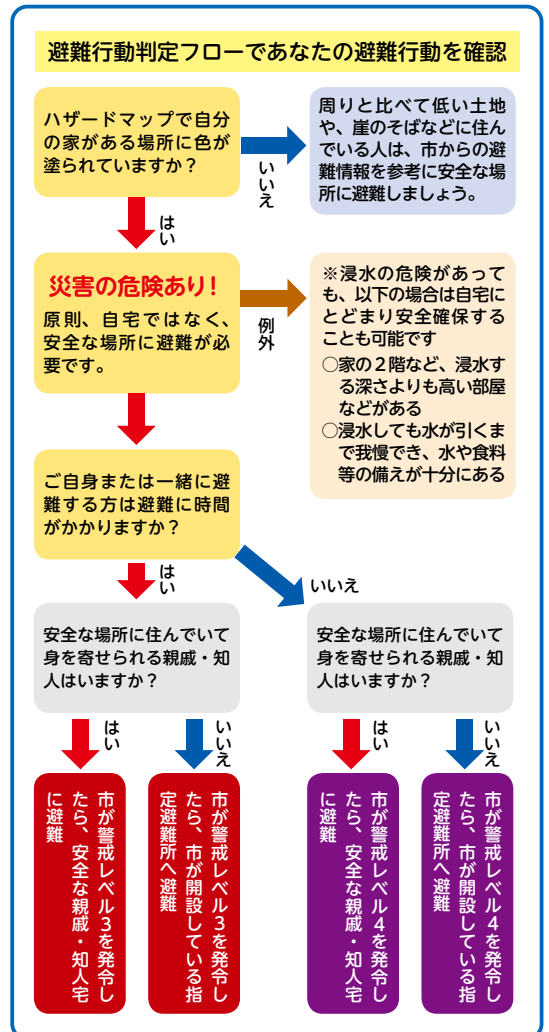 避難行動判定フローであなたの避難行動を確認
ハザードマップで自分
の家がある場所に色が
塗られていますか？
いいえ
周りと比べて低い土地
や、崖のそばなどに住ん
でいる人は、市からの避
難情報を参考に安全な場
所に避難しましょう。
はい
災害の危険あり！
原則、自宅ではなく、
安全な場所に避難が必
要です。
例外
※浸水の危険があって
も、以下の場合は自宅に
とどまり安全確保する
ことも可能です
○家の２階など、浸水す
る深さよりも高い部屋
などがある
○浸水しても水が引くま
で我慢でき、水や食料
等の備えが十分にある
ご自身または一緒に避
難する方は避難に時間
がかかりますか？
はい
いいえ
安全な場所に住んでいて
身を寄せられる親戚・知
人はいますか？
安全な場所に住んでいて
身を寄せられる親戚・知
人はいますか？
はい
いいえ
はい
いいえ
市が警戒レベル3を発令し
たら、安全な親戚・知人宅
に避難
市が警戒レベル3を発令し
たら、市が開設している指
定避難所へ避難
市が警戒レベル4を発令し
たら、安全な親戚・知人宅
に避難
市が警戒レベル4を発令し
たら、市が開設している指
定避難所へ避難